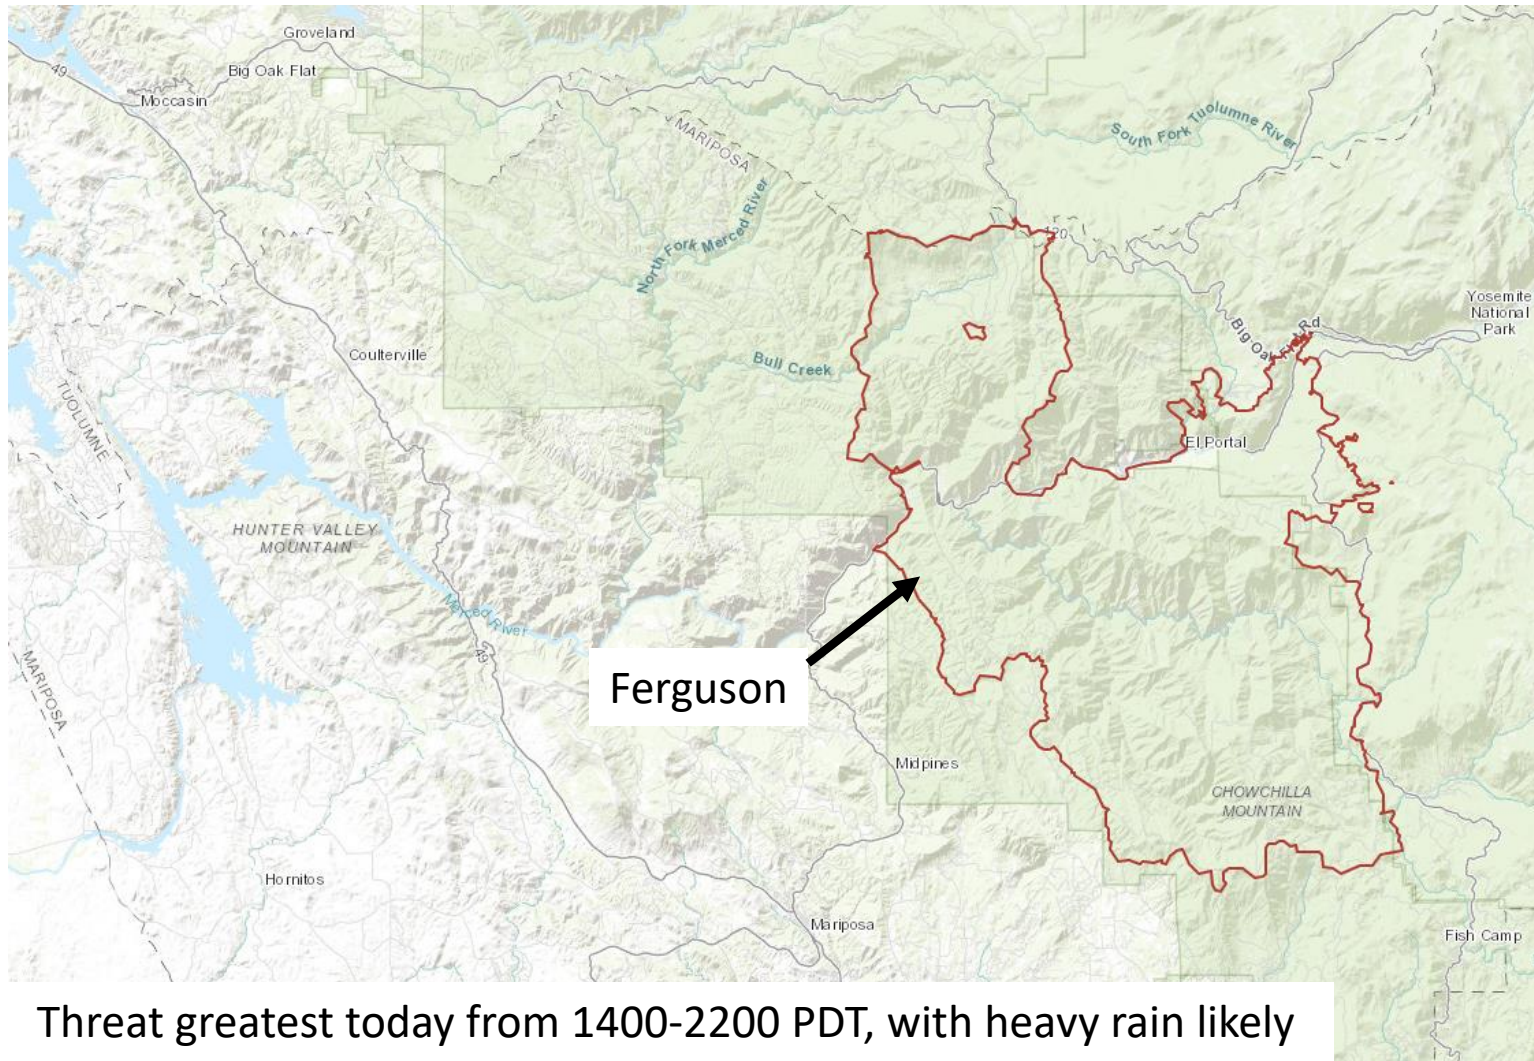 Groveland
Big Oak Flat
49
Moccasin
MARIPOSA
South Fork Tuolumne River
North Fork Merced River
120
Yosemite
National
Park
Big Oak Flat Rd
Coulterville
Bull Creek
TUOLUMNE
El Portal
HUNTER VALLEY
MOUNTAIN
Merced River
49
MARIPOSA
Ferguson
Midpines
CHOWCHILLA
MOUNTAIN
Hornitos
Mariposa
Fish Camp
Threat greatest today from 1400-2200 PDT, with heavy rain likely